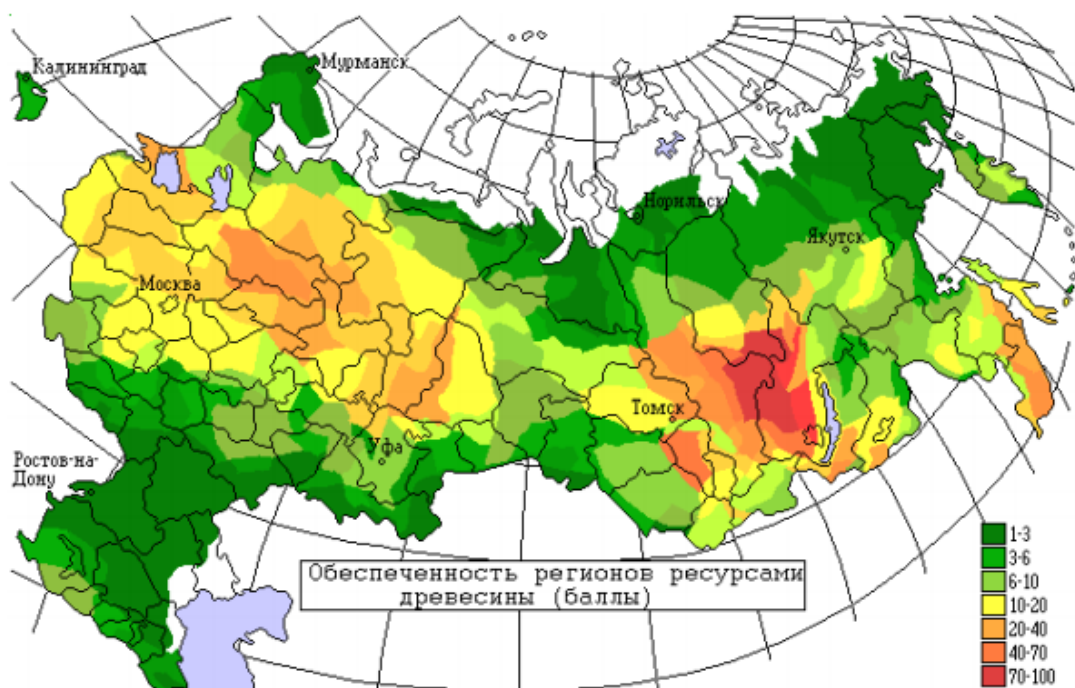 Калининград
Мурманск
Норильск
Якутск
Москва
Томск
Уфа
Ростов-на-
Дону
Обеспеченность регионов ресурсами
древесины (баллы)
1-3
3-6
6-10
10-20
20-40
40-70
70-100